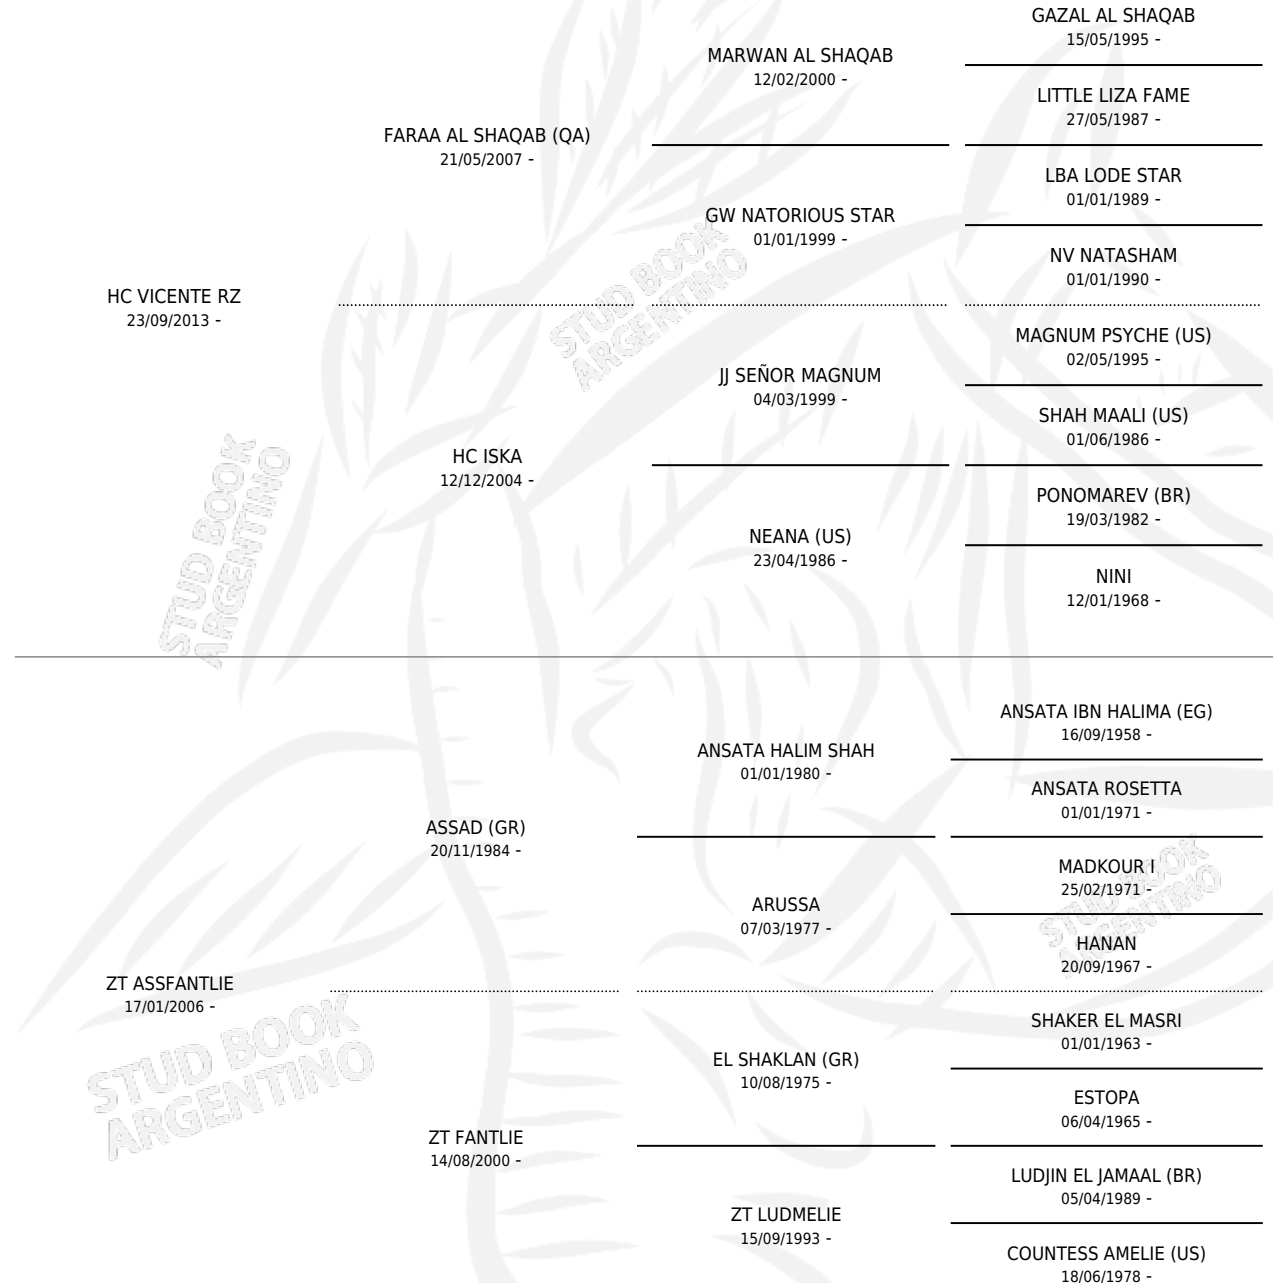 GAZAL AL SHAQAB
15/05/1995 -
MARWAN AL SHAQAB
12/02/2000 -
LITTLE LIZA FAME
27/05/1987 -
FARAA AL SHAQAB (QA)
21/05/2007 -
LBA LODE STAR
01/01/1989 -
GW NATORIOUS STAR
01/01/1999 -
NV NATASHAM
01/01/1990 -
HC VICENTE RZ
23/09/2013 -
MAGNUM PSYCHE (US)
02/05/1995 -
JJ SEÑOR MAGNUM
04/03/1999 -
SHAH MAALI (US)
01/06/1986 -
HC ISKA
12/12/2004 -
PONOMAREV (BR)
19/03/1982 -
NEANA (US)
23/04/1986 -
NINI
12/01/1968 -
ANSATA IBN HALIMA (EG)
16/09/1958 -
ANSATA HALIM SHAH
01/01/1980 -
ANSATA ROSETTA
01/01/1971 -
ASSAD (GR)
20/11/1984 -
MADKOUR I
25/02/1971 -
ARUSSA
07/03/1977 -
HANAN
20/09/1967 -
ZT ASSFANTLIE
17/01/2006 -
SHAKER EL MASRI
01/01/1963 -
EL SHAKLAN (GR)
10/08/1975 -
ESTOPA
06/04/1965 -
ZT FANTLIE
14/08/2000 -
LUDJIN EL JAMAAL (BR)
05/04/1989 -
ZT LUDMELIE
15/09/1993 -
COUNTESS AMELIE (US)
18/06/1978 -
STUD BOOK
ARGENTINO
STUD BOOK
ARGENTINO
STUD BOOK
ARGENTINO
STUD BOOK
ARGENTINO